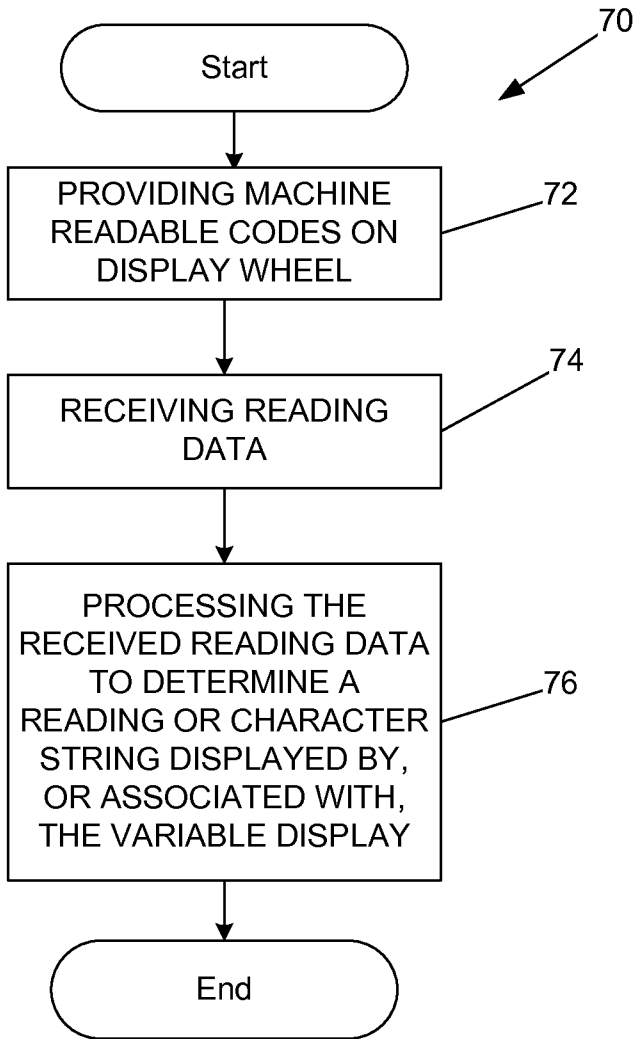 70
Start
PROVIDING MACHINE
READABLE CODES ON
DISPLAY WHEEL
72
RECEIVING READING
DATA
74
PROCESSING THE
RECEIVED READING DATA
TO DETERMINE A
READING OR CHARACTER
STRING DISPLAYED BY,
OR ASSOCIATED WITH,
THE VARIABLE DISPLAY
76
End